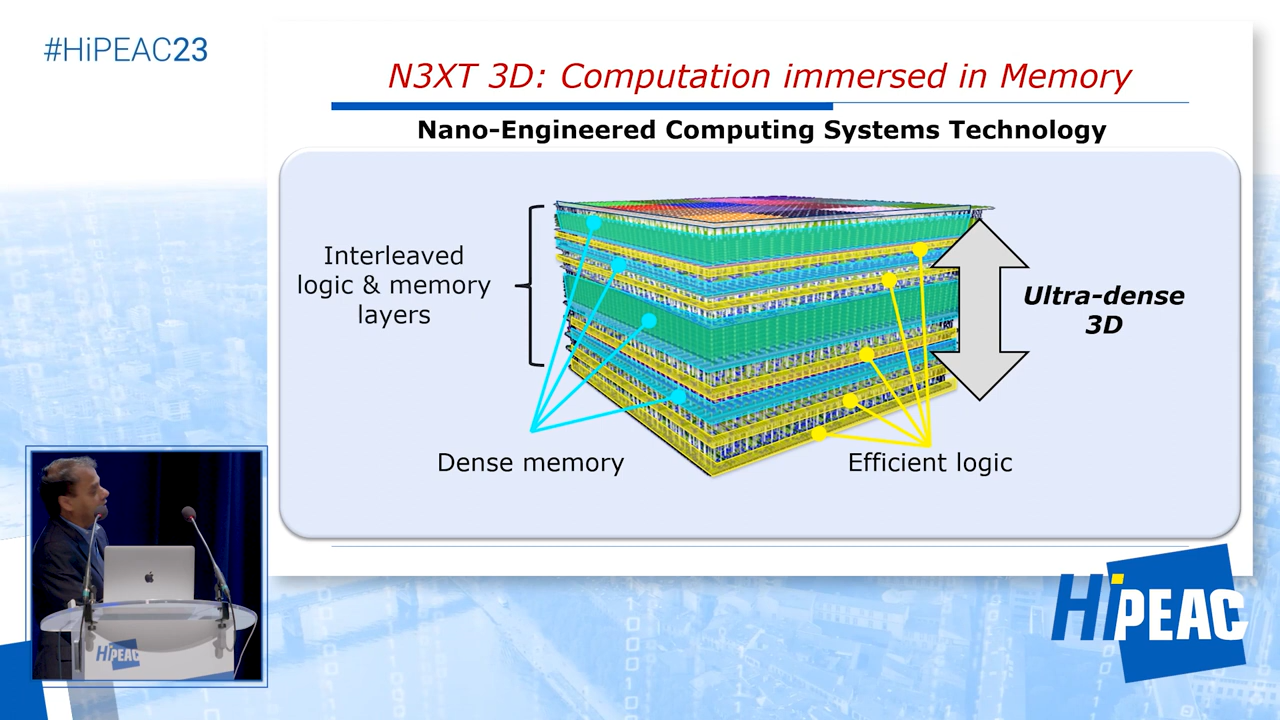 #HiPEAC23
N3XT 3D: Computation immersed in Memory
Nano-Engineered Computing Systems Technology
Interleaved
logic & memory
layers
Ultra-dense
3D
Dense memory
Efficient logic
HiPEAC
HiPEAC